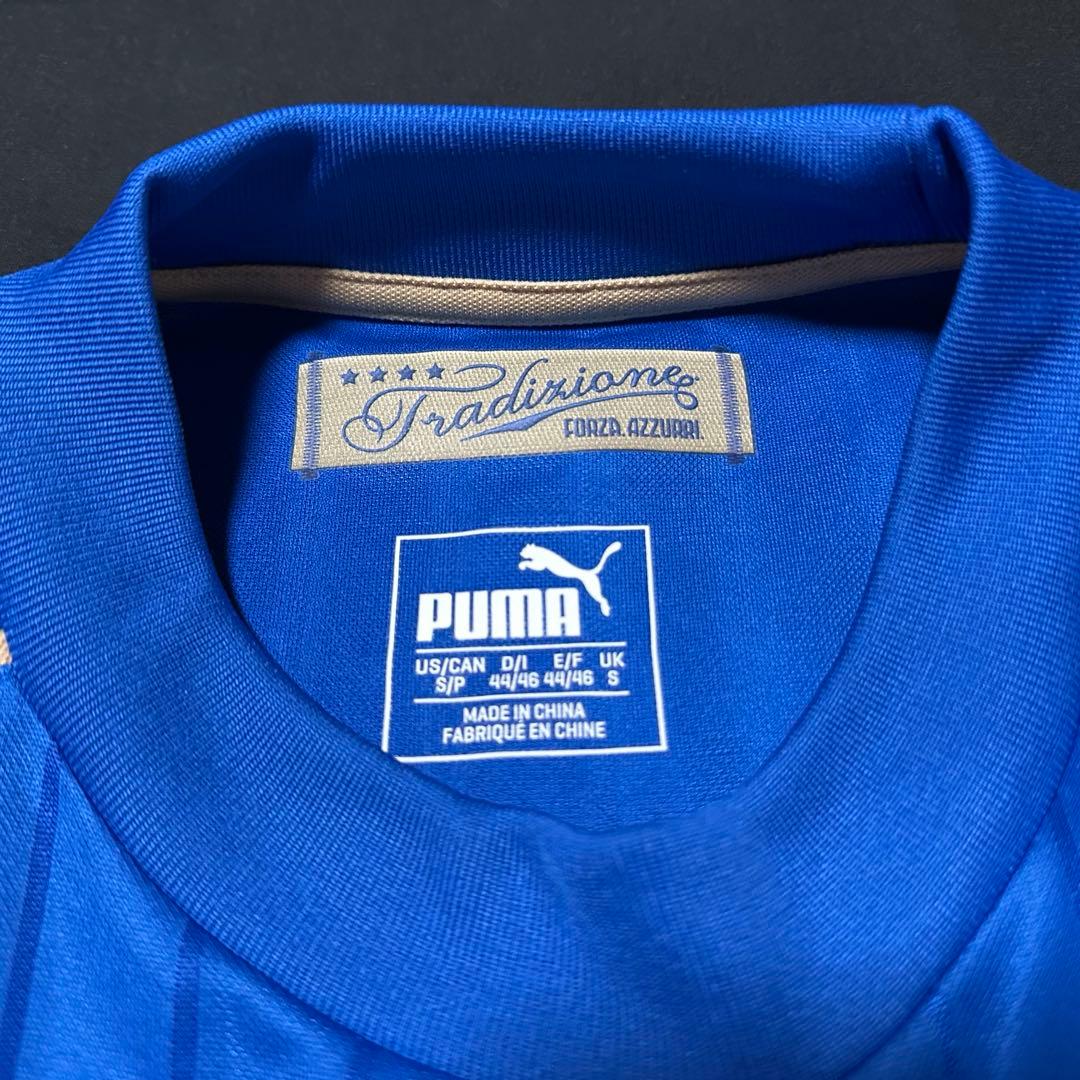 ★★★★
Tradizione
FORZA AZZURRI.
PUMA
US/CAN D/I E/F UK
S/P 44/46 44/46 S
MADE IN CHINA
FABRIQUÉ EN CHINE